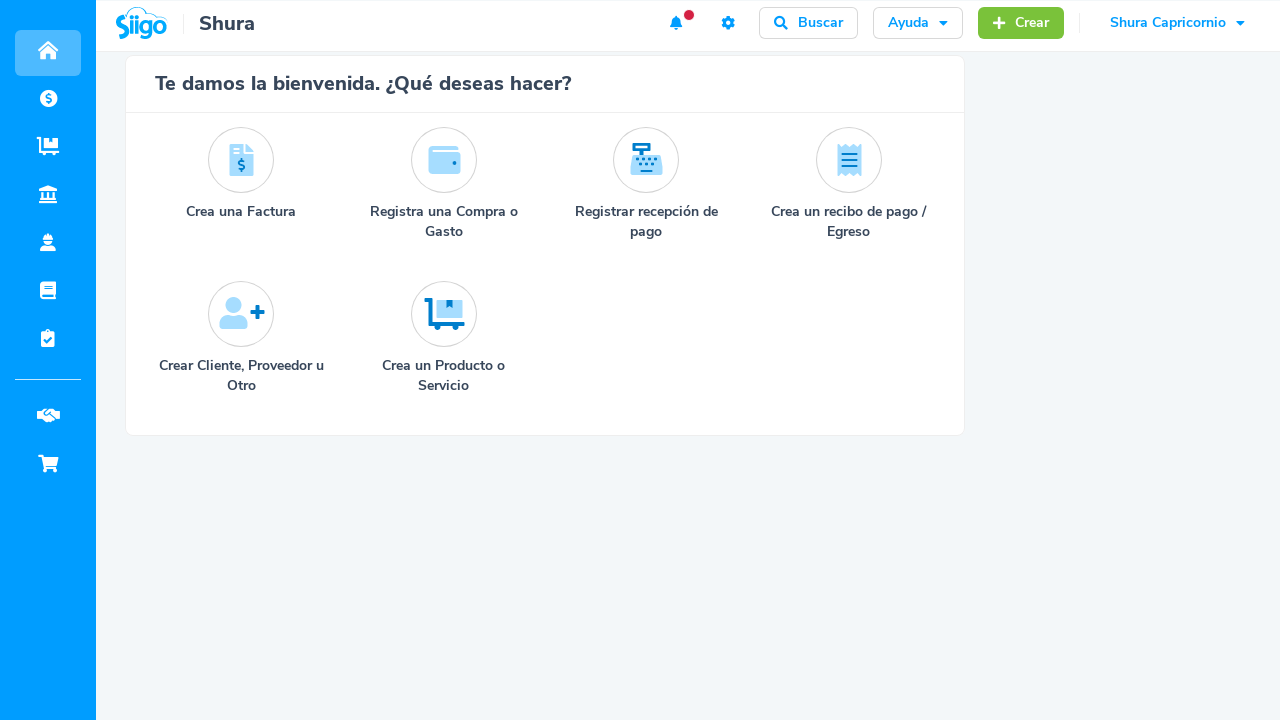 Siigo
Shura
Buscar
Ayuda
Crear
Shura Capricornio
Te damos la bienvenida. ¿Qué deseas hacer?
Crea una Factura
Registra una Compra o
Gasto
Registrar recepción de
pago
Crea un recibo de pago /
Egreso
Crear Cliente, Proveedor u
Otro
Crea un Producto o
Servicio